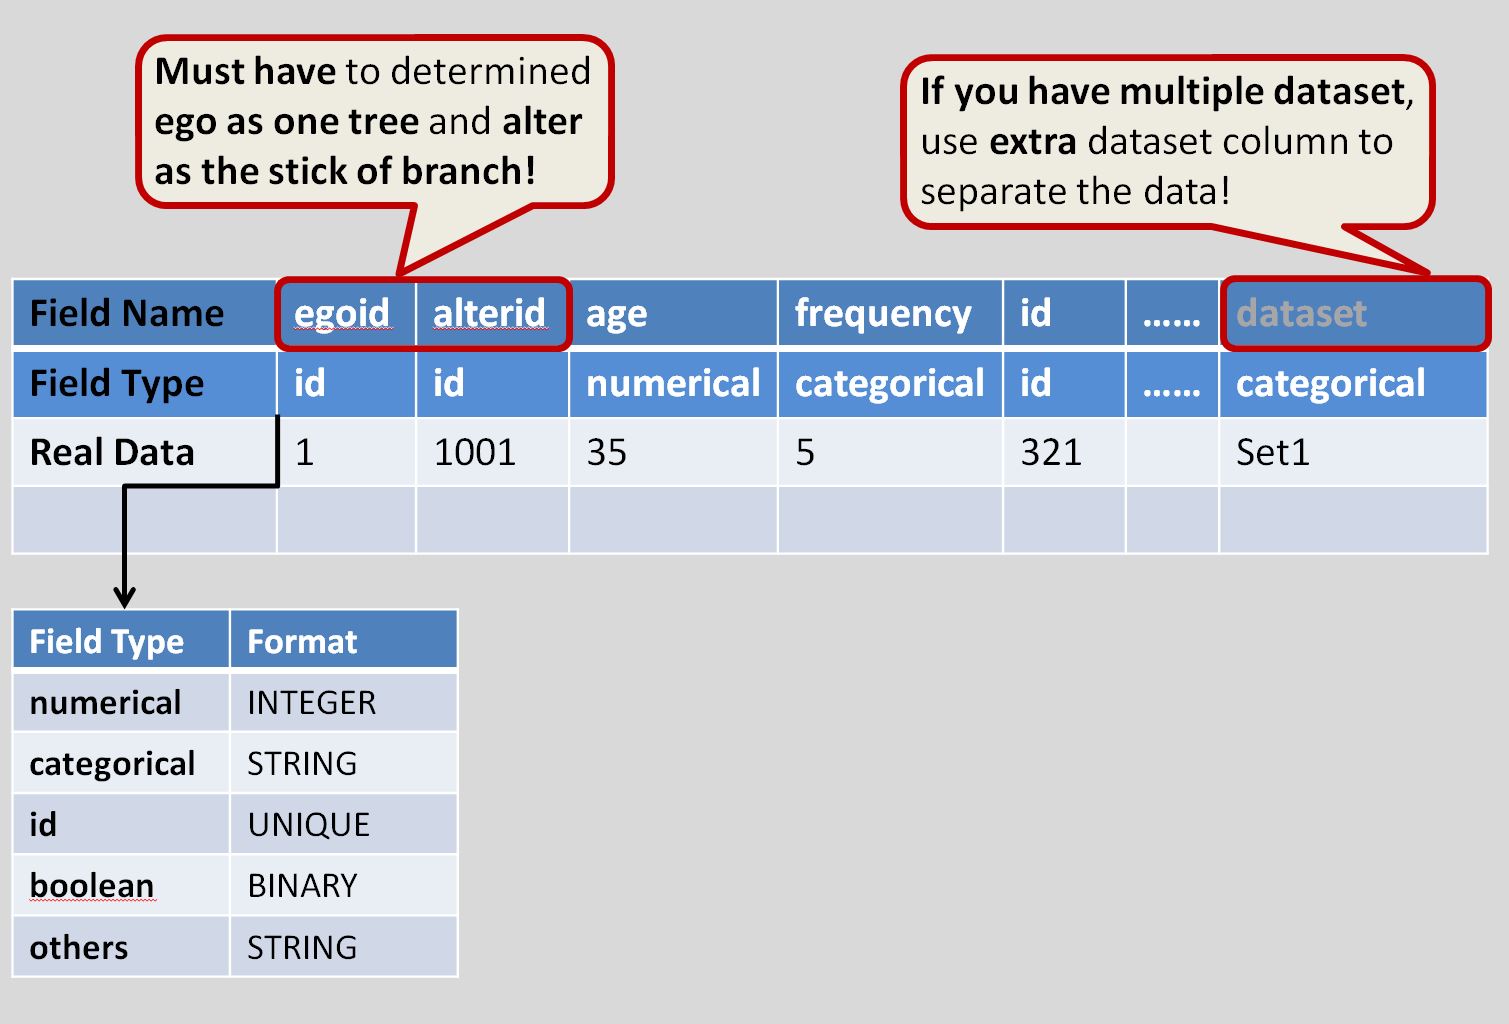 Must have to determined
ego as one tree and alter
as the stick of branch!
If you have multiple dataset,
use extra dataset column to
separate the data!
Field Name egoid alterid age frequency id ...... dataset
Field Type id id numerical categorical id ...... categorical
Real Data 1 1001 35 5 321 Set1
Field Type Format
numerical INTEGER
categorical STRING
id UNIQUE
boolean BINARY
others STRING